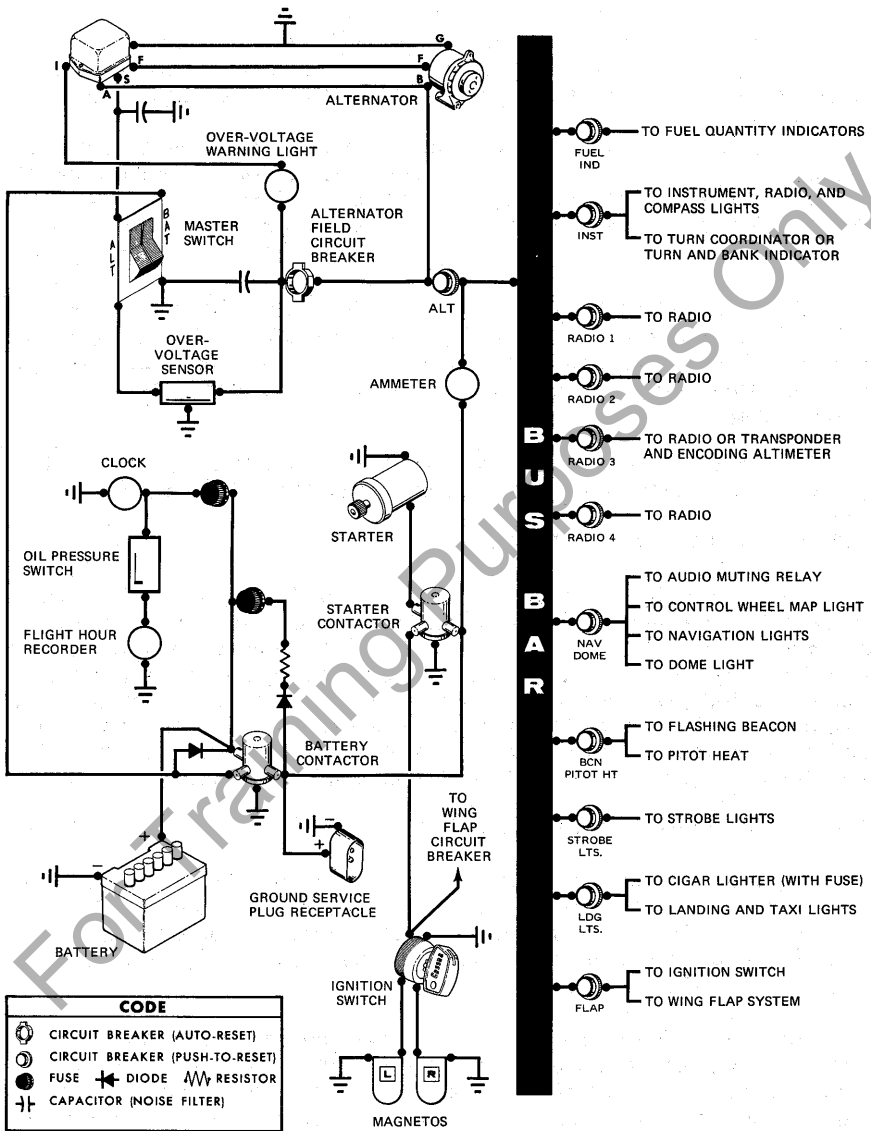 G
I
F
S
A
F
B
ALTERNATOR
OVER-VOLTAGE
WARNING LIGHT
ALT
BAT
MASTER
SWITCH
ALTERNATOR
FIELD
CIRCUIT
BREAKER
ALT
OVER-
VOLTAGE
SENSOR
AMMETER
CLOCK
OIL PRESSURE
SWITCH
FLIGHT HOUR
RECORDER
STARTER
STARTER
CONTACTOR
BATTERY
CONTACTOR
TO
WING
FLAP
CIRCUIT
BREAKER
+
−
BATTERY
−
+
GROUND SERVICE
PLUG RECEPTACLE
IGNITION
SWITCH
L
R
MAGNETOS
BUS BAR
FUEL
IND
TO FUEL QUANTITY INDICATORS
INST
TO INSTRUMENT, RADIO, AND
COMPASS LIGHTS
TO TURN COORDINATOR OR
TURN AND BANK INDICATOR
RADIO 1
TO RADIO
RADIO 2
TO RADIO
RADIO 3
TO RADIO OR TRANSPONDER
AND ENCODING ALTIMETER
RADIO 4
TO RADIO
NAV
DOME
TO AUDIO MUTING RELAY
TO CONTROL WHEEL MAP LIGHT
TO NAVIGATION LIGHTS
TO DOME LIGHT
BCN
PITOT HT
TO FLASHING BEACON
TO PITOT HEAT
STROBE
LTS.
TO STROBE LIGHTS
LDG
LTS.
TO CIGAR LIGHTER (WITH FUSE)
TO LANDING AND TAXI LIGHTS
FLAP
TO IGNITION SWITCH
TO WING FLAP SYSTEM
CODE
CIRCUIT BREAKER (AUTO-RESET)
CIRCUIT BREAKER (PUSH-TO-RESET)
FUSE DIODE RESISTOR
CAPACITOR (NOISE FILTER)
For Training Purposes Only